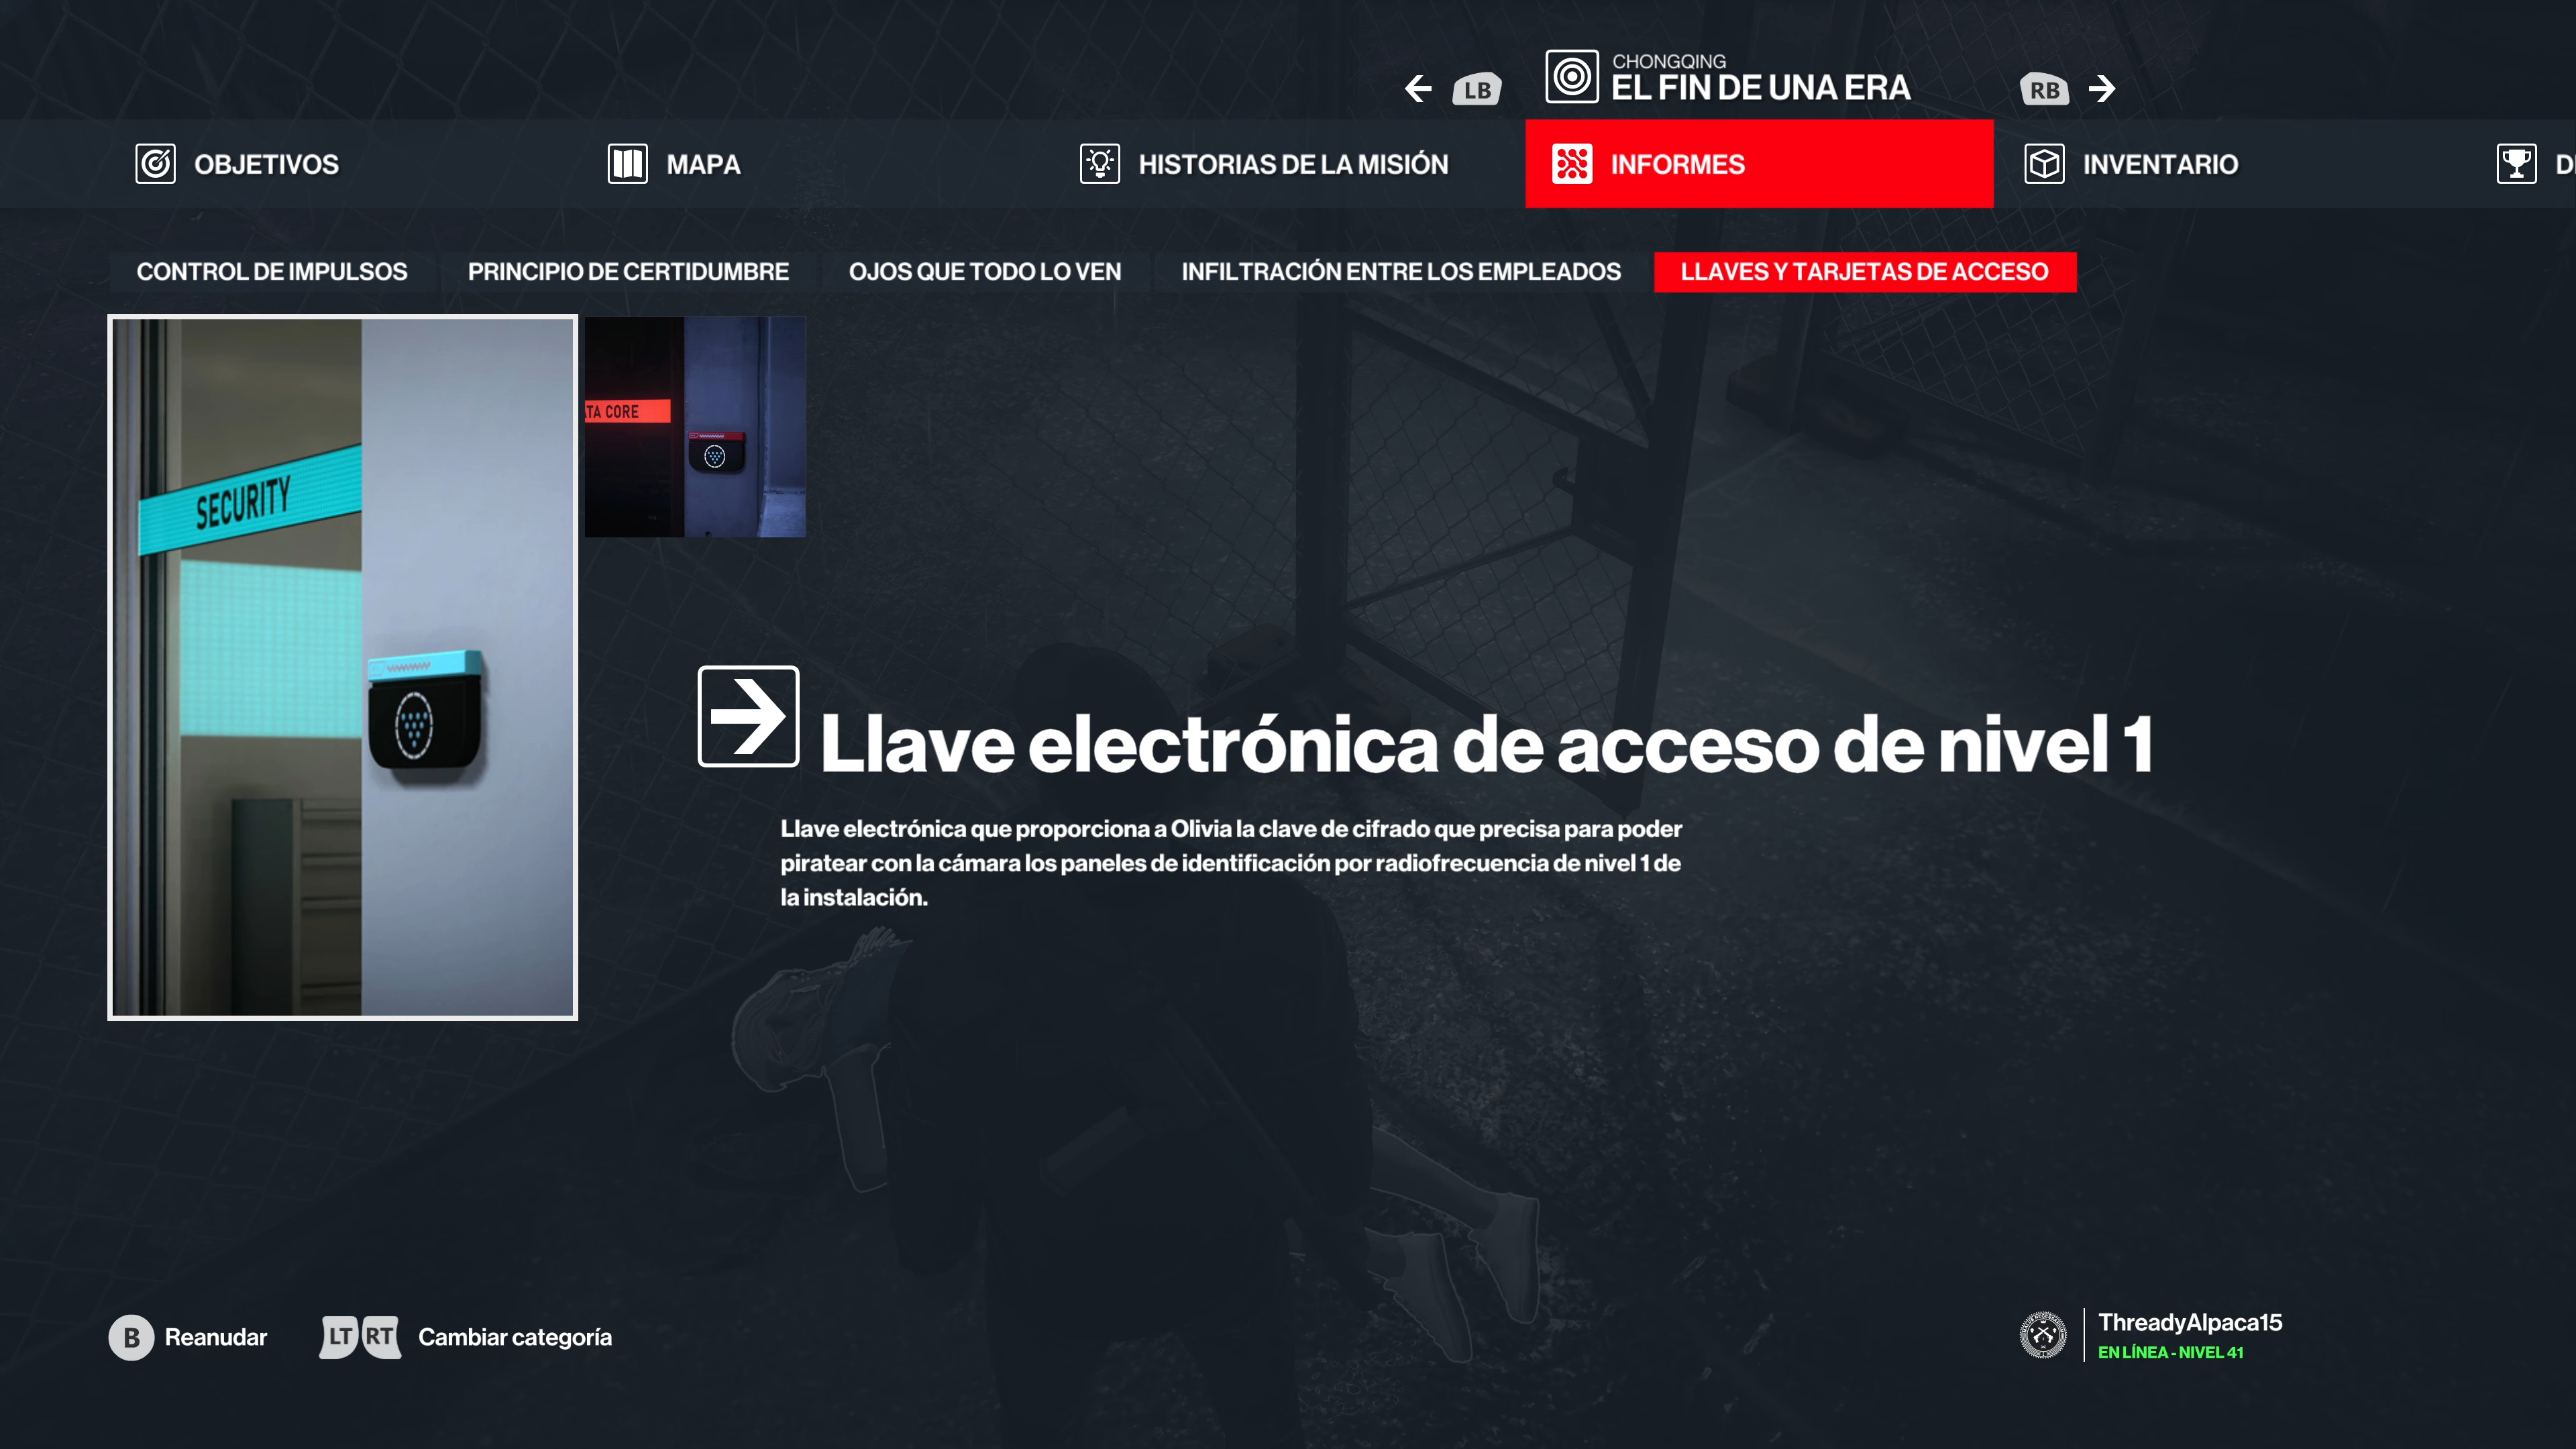 CHONGQING
LB EL FIN DE UNA ERA RB
OBJETIVOS MAPA HISTORIAS DE LA MISIÓN INFORMES INVENTARIO
CONTROL DE IMPULSOS PRINCIPIO DE CERTIDUMBRE OJOS QUE TODO LO VEN INFILTRACIÓN ENTRE LOS EMPLEADOS LLAVES Y TARJETAS DE ACCESO
SECURITY
ATA CORE
Llave electrónica de acceso de nivel 1
Llave electrónica que proporciona a Olivia la clave de cifrado que precisa para poder
piratear con la cámara los paneles de identificación por radiofrecuencia de nivel 1 de
la instalación.
B Reanudar LT RT Cambiar categoría
ThreadyAlpaca15
EN LÍNEA - NIVEL 41